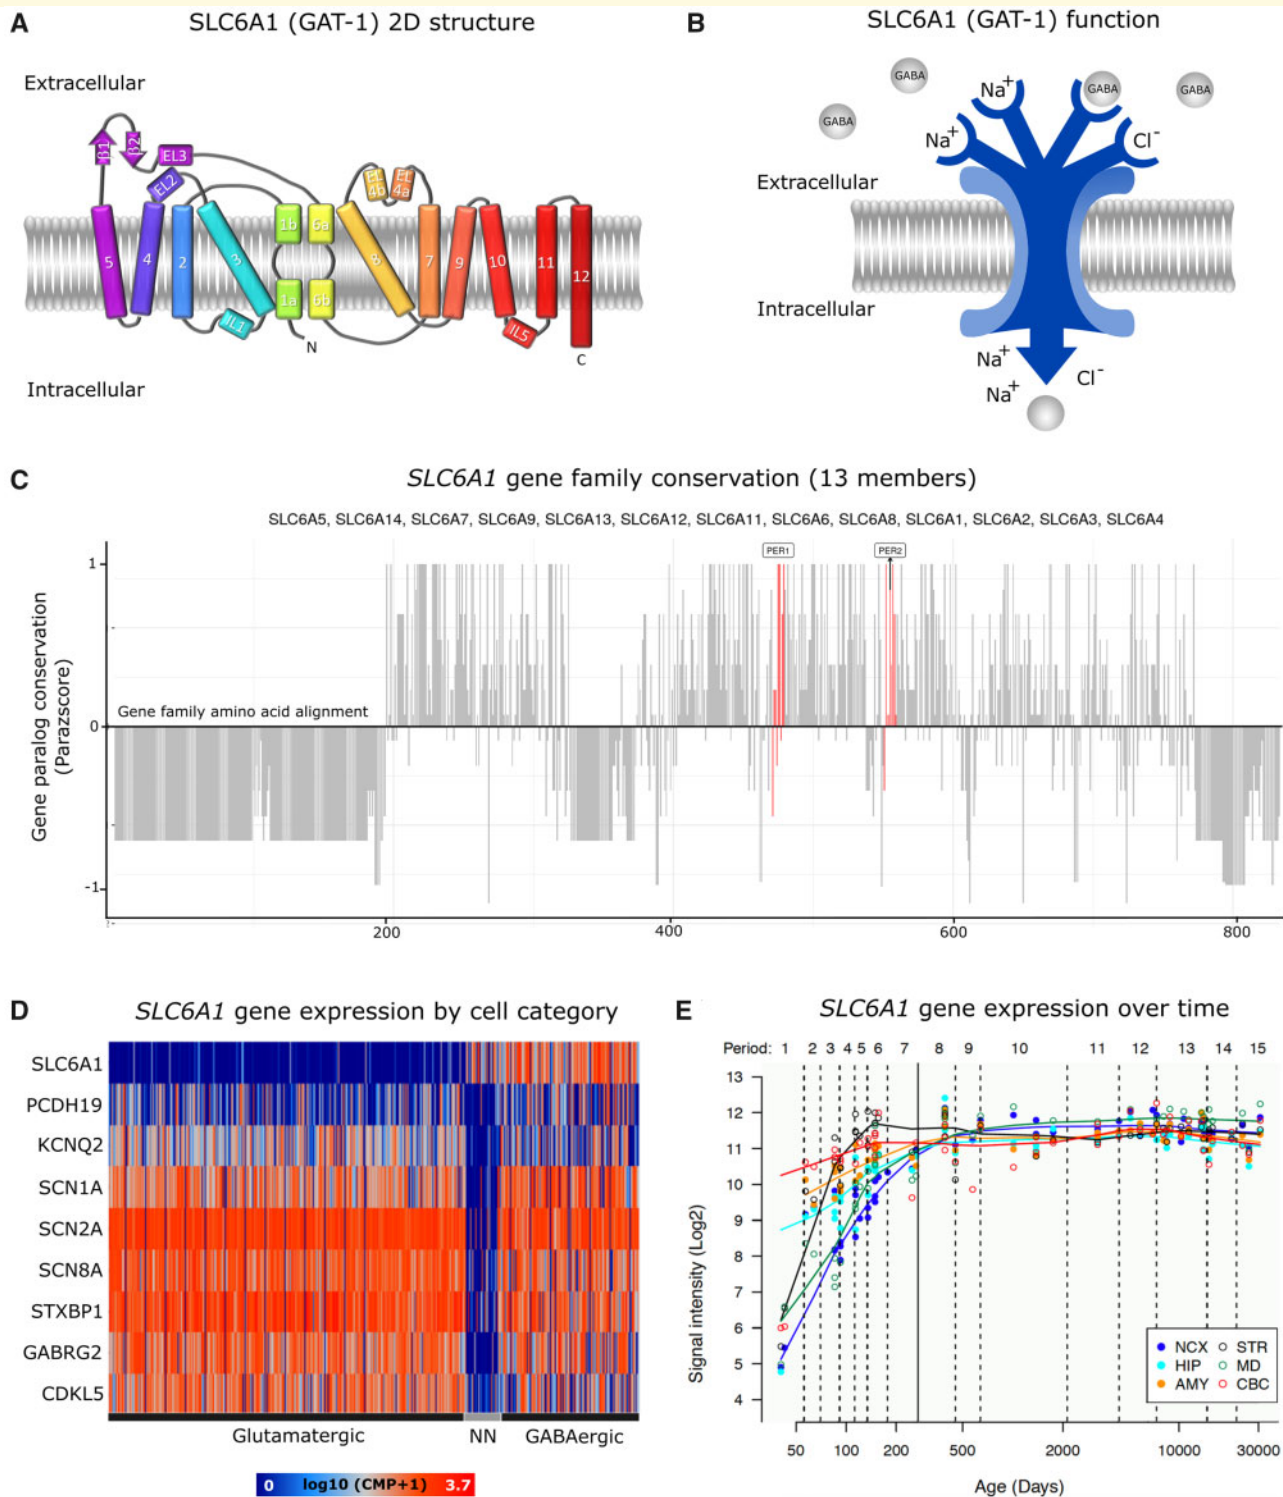 A
SLC6A1 (GAT-1) 2D structure
Extracellular
β1
β2
EL3
EL2
EL
4b
EL
4a
5
4
2
3
1b
6a
8
7
9
10
11
12
1a
6b
IL1
IL5
N
C
Intracellular
B
SLC6A1 (GAT-1) function
GABA
GABA
GABA
GABA
Na+
Na+
Cl-
Extracellular
Intracellular
Na+
Na+
Cl-
C
SLC6A1 gene family conservation (13 members)
SLC6A5, SLC6A14, SLC6A7, SLC6A9, SLC6A13, SLC6A12, SLC6A11, SLC6A6, SLC6A8, SLC6A1, SLC6A2, SLC6A3, SLC6A4
PER1
PER2
Gene paralog conservation
(Parazscore)
1
0
-1
Gene family amino acid alignment
200
400
600
800
D
SLC6A1 gene expression by cell category
SLC6A1
PCDH19
KCNQ2
SCN1A
SCN2A
SCN8A
STXBP1
GABRG2
CDKL5
Glutamatergic
NN
GABAergic
0
log10 (CMP+1)
3.7
E
SLC6A1 gene expression over time
Period: 1 2 3 4 5 6 7 8 9 10 11 12 13 14 15
Signal intensity (Log2)
13
12
11
10
9
8
7
6
5
4
NCX
STR
HIP
MD
AMY
CBC
50 100 200 500 2000 10000 30000
Age (Days)